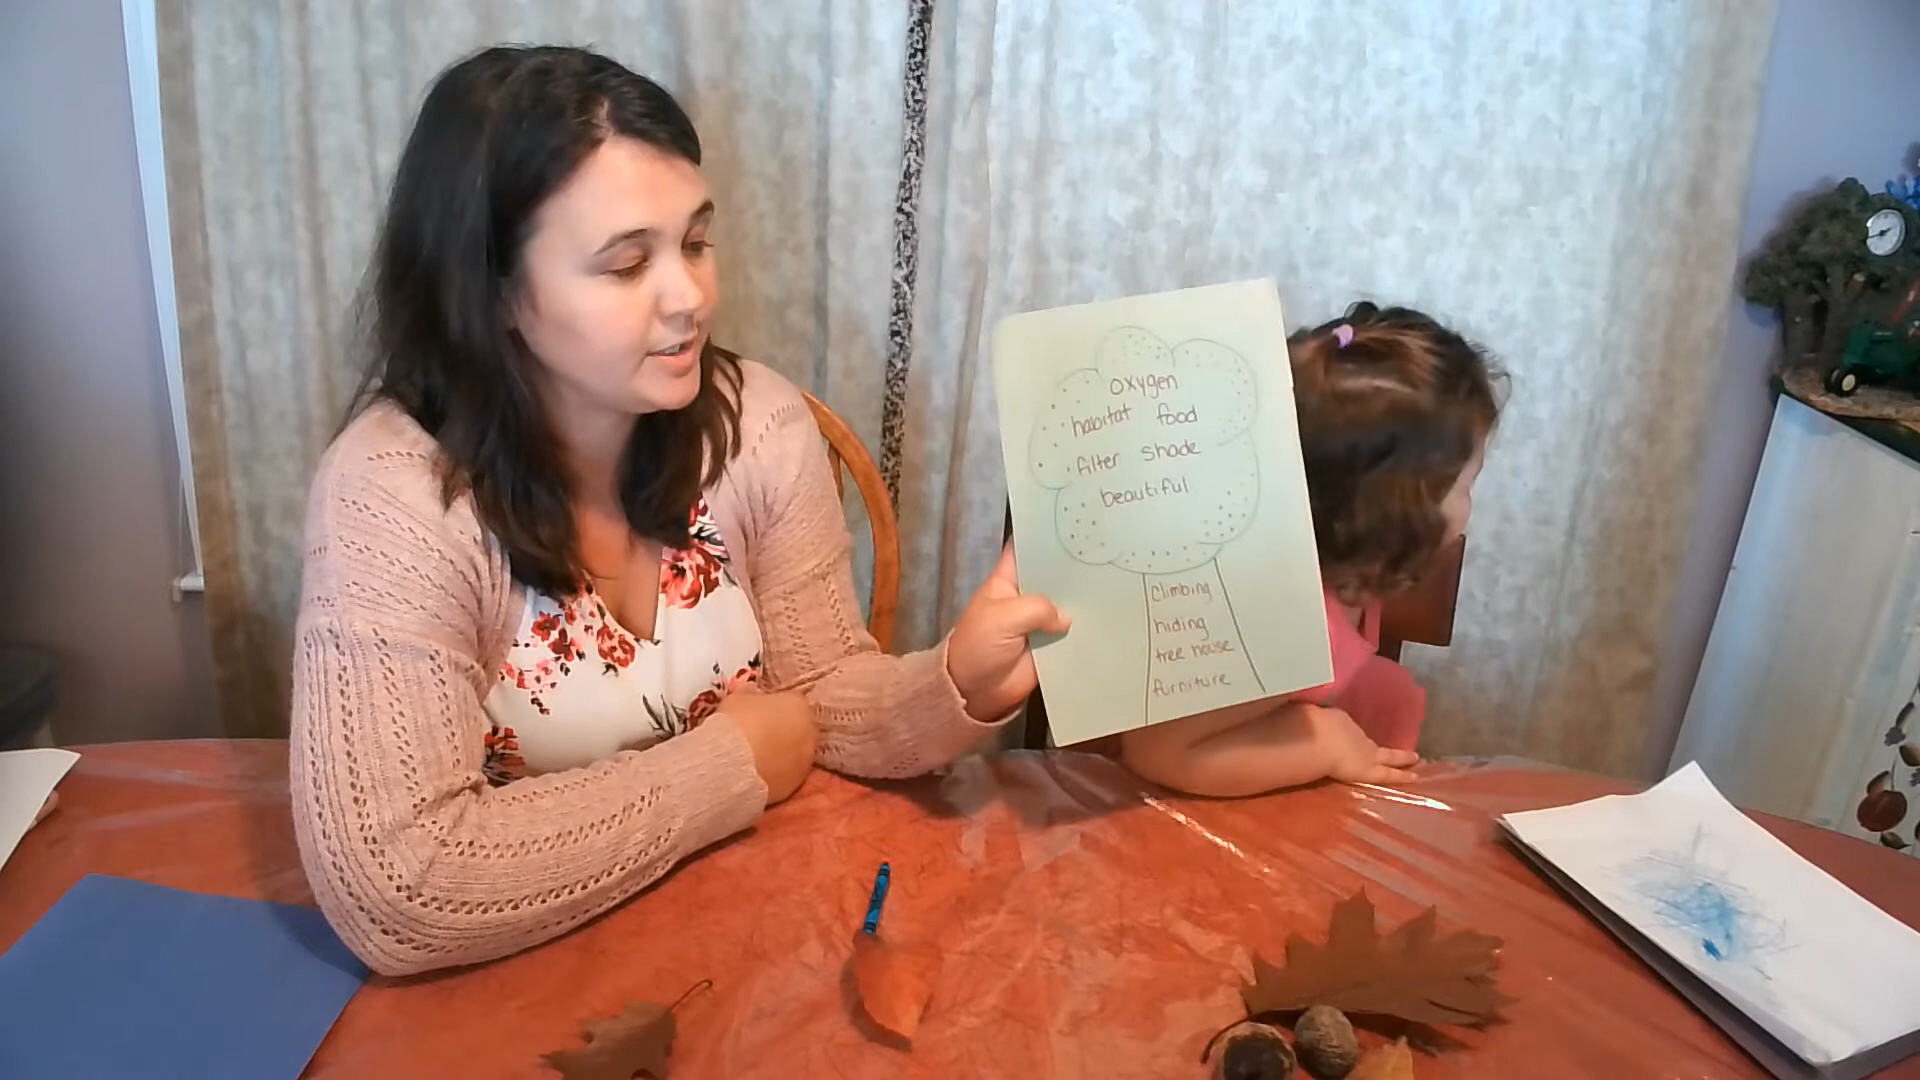 oxygen
habitat food
filter shade
beautiful
climbing
hiding
tree house
furniture